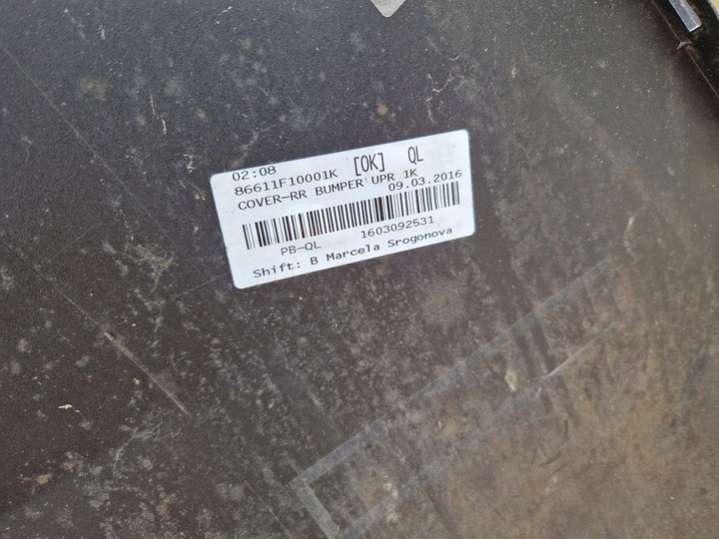 02:08
86611F10001K [OK] QL
COVER-RR BUMPER UPR 1K
09.03.2016
PB-QL 1603092531
Shift: B Marcela Srogonova